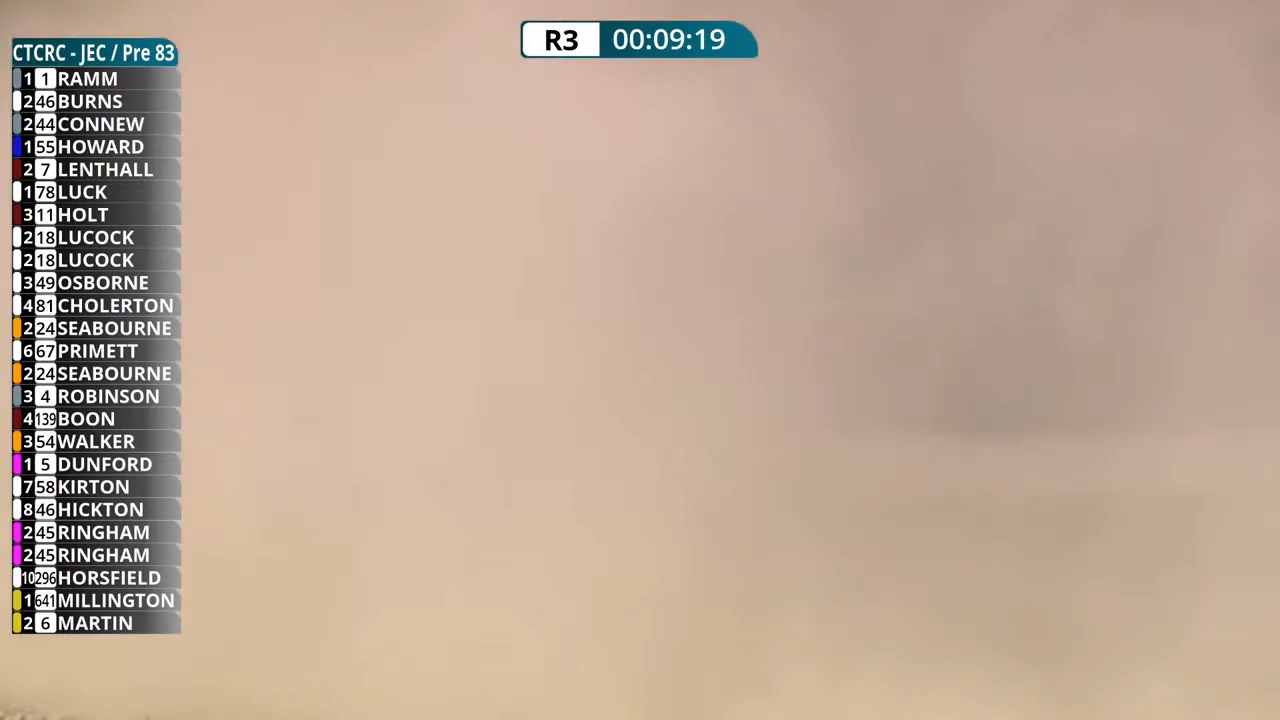 R3 00:09:19
CTCRC - JEC / Pre 83
1 1 RAMM
2 46 BURNS
2 44 CONNEW
1 55 HOWARD
2 7 LENTHALL
1 78 LUCK
3 11 HOLT
2 18 LUCOCK
2 18 LUCOCK
3 49 OSBORNE
4 81 CHOLERTON
2 24 SEABOURNE
6 67 PRIMETT
2 24 SEABOURNE
3 4 ROBINSON
4 139 BOON
3 54 WALKER
1 5 DUNFORD
7 58 KIRTON
8 46 HICKTON
2 45 RINGHAM
2 45 RINGHAM
10 296 HORSFIELD
1 641 MILLINGTON
2 6 MARTIN